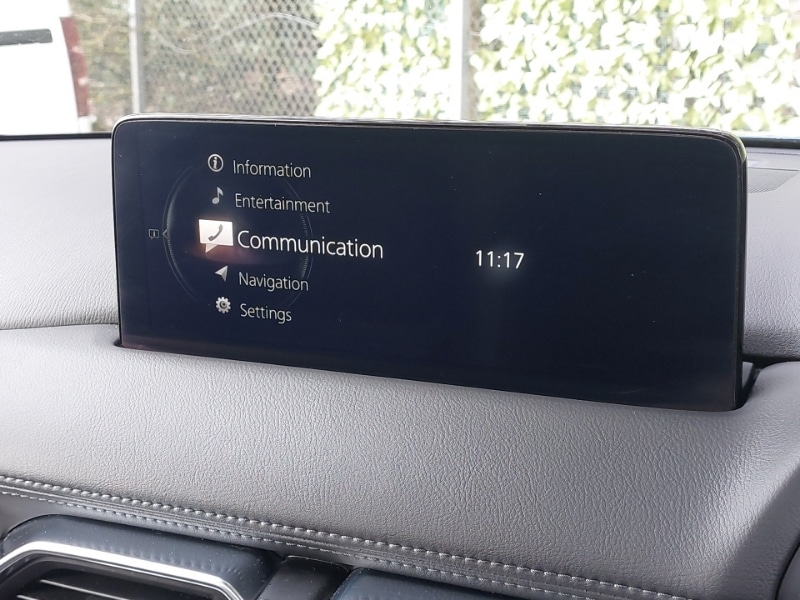 Information
Entertainment
Communication
11:17
Navigation
Settings